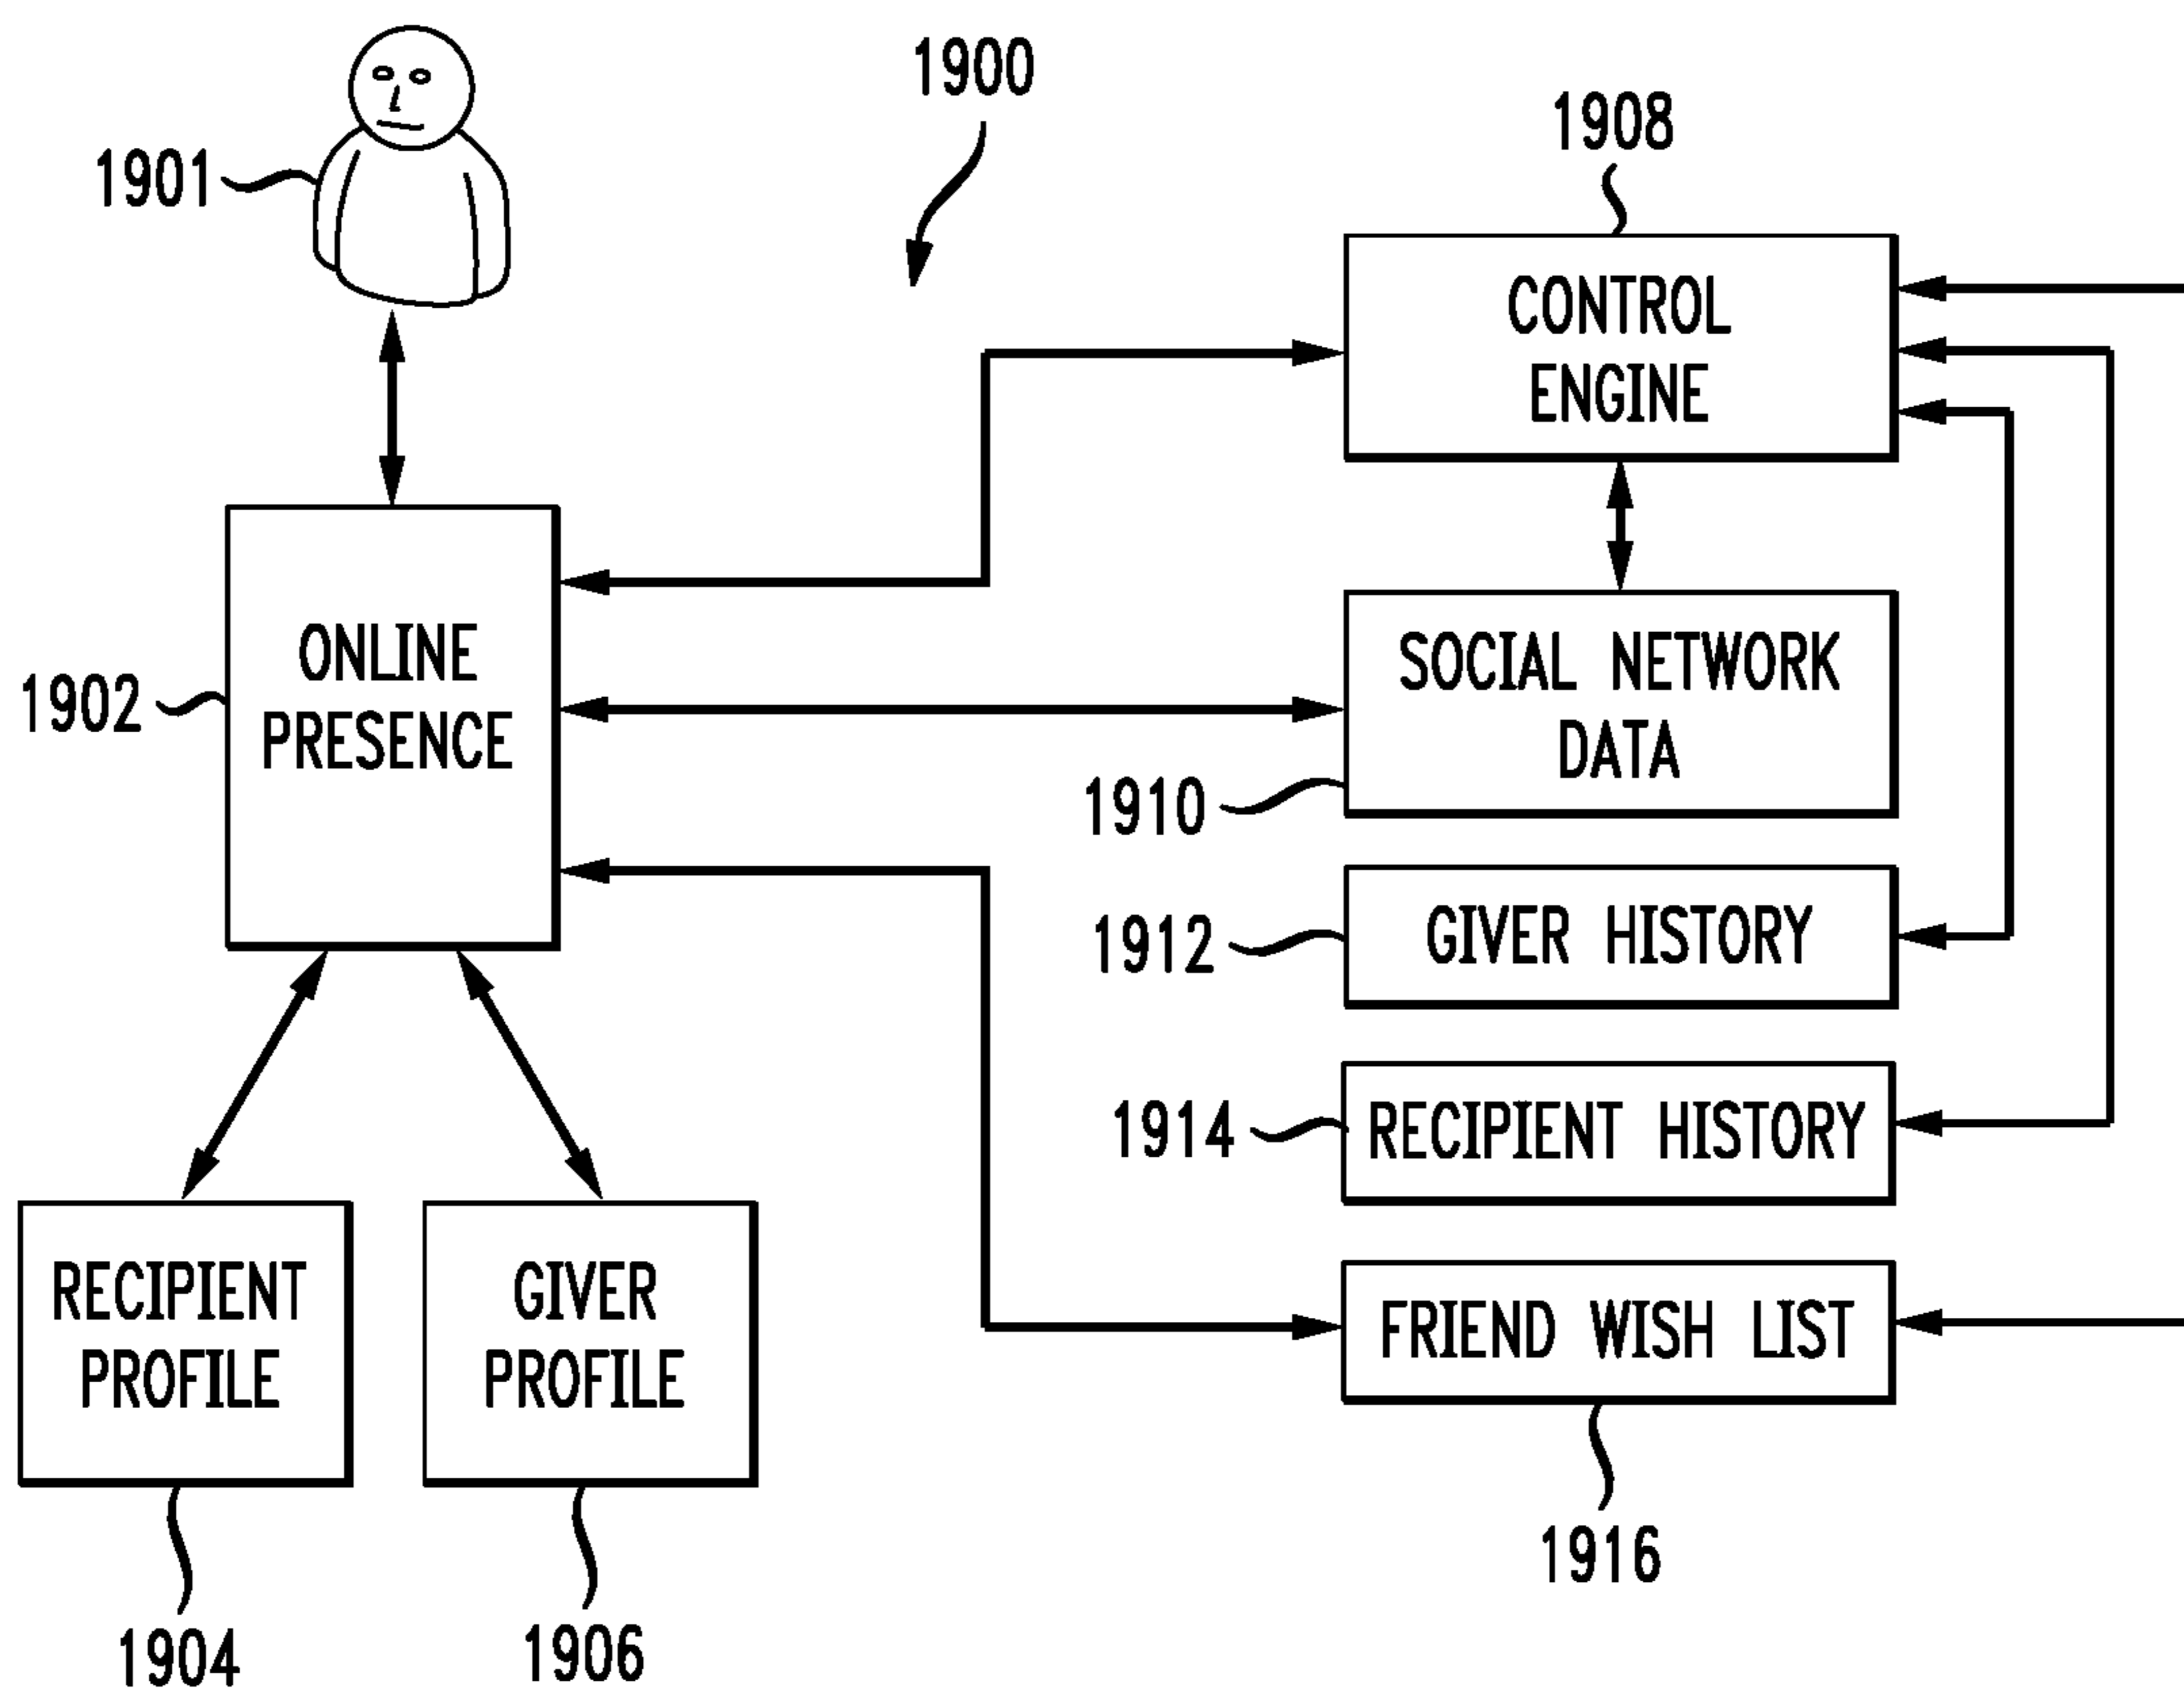 1900
1908
1901
CONTROL
ENGINE
ONLINE
PRESENCE
1902
SOCIAL NETWORK
DATA
1910
GIVER HISTORY
1912
RECIPIENT HISTORY
1914
RECIPIENT
PROFILE
GIVER
PROFILE
FRIEND WISH LIST
1916
1904
1906